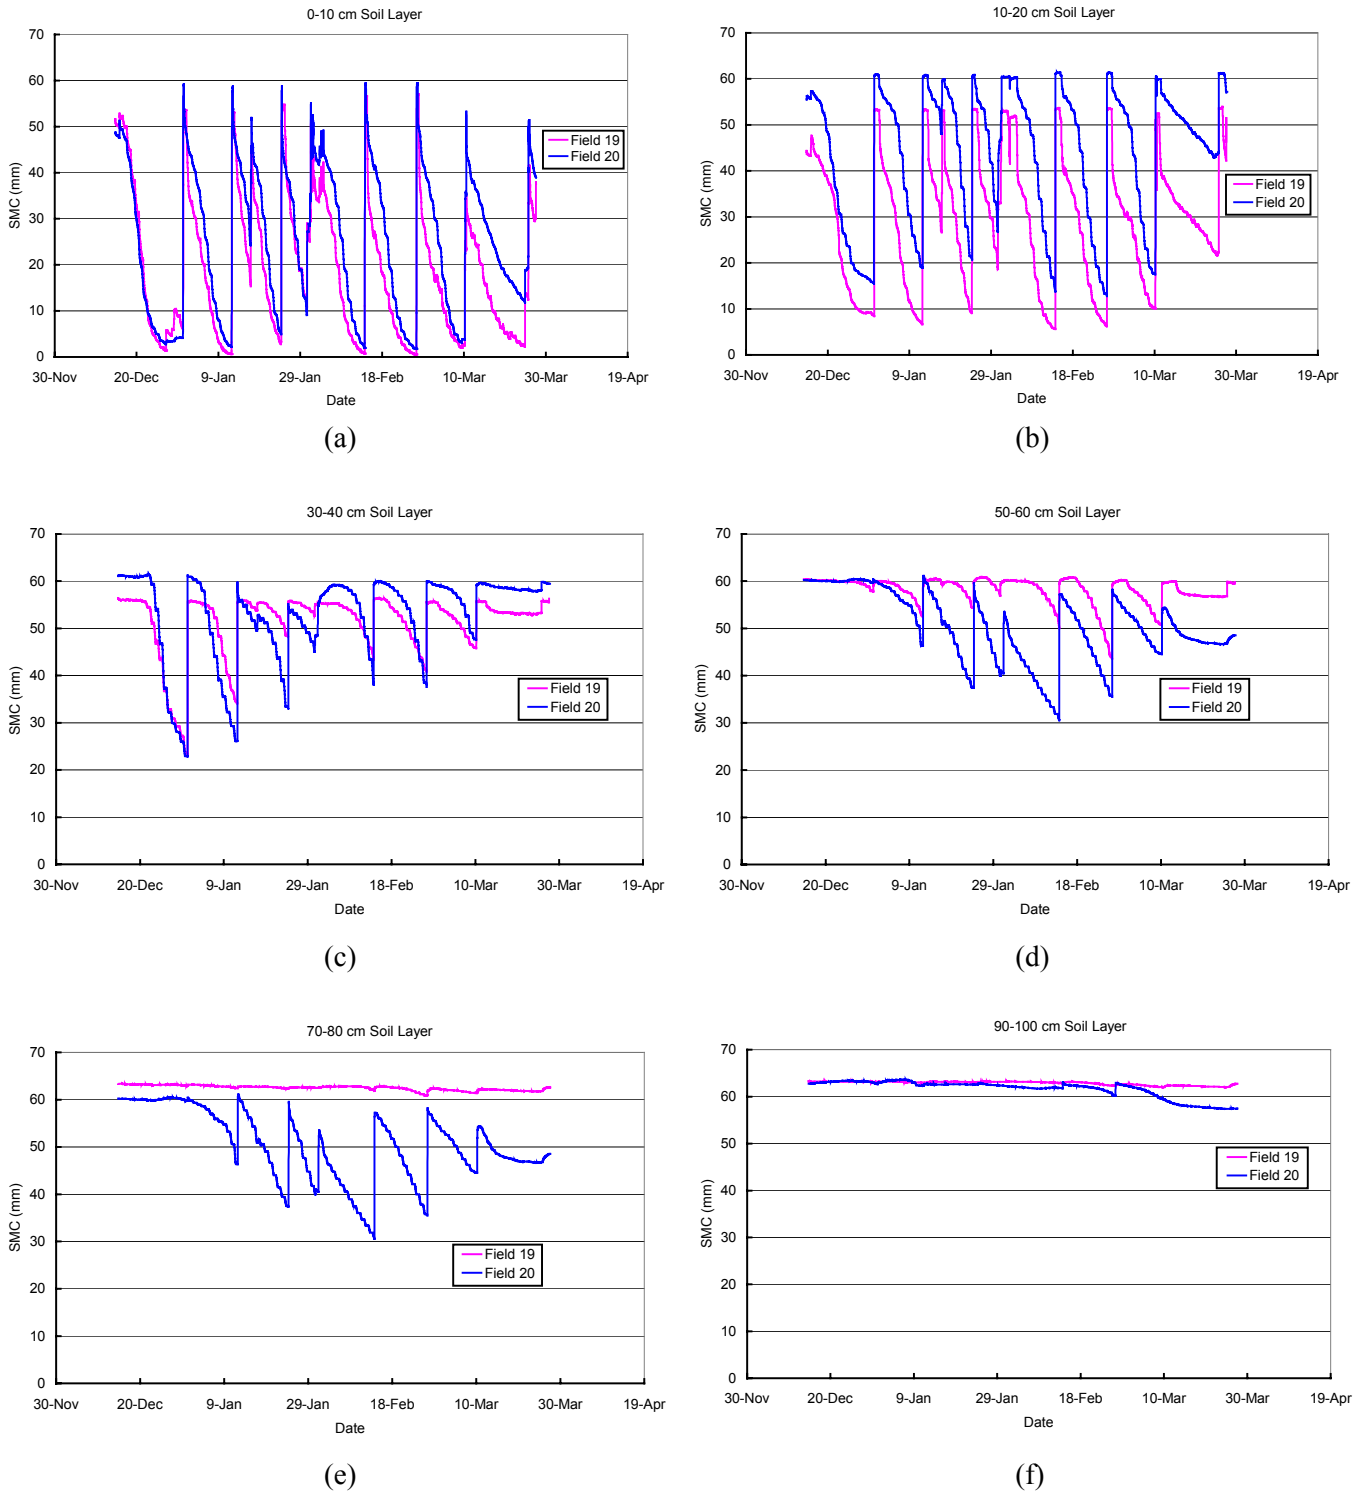 0-10 cm Soil Layer
70
60
50
40
30
20
10
0
SMC (mm)
30-Nov 20-Dec 9-Jan 29-Jan 18-Feb 10-Mar 30-Mar 19-Apr
Date
Field 19
Field 20
(a)
10-20 cm Soil Layer
70
60
50
40
30
20
10
0
SMC (mm)
30-Nov 20-Dec 9-Jan 29-Jan 18-Feb 10-Mar 30-Mar 19-Apr
Date
Field 19
Field 20
(b)
30-40 cm Soil Layer
70
60
50
40
30
20
10
0
SMC (mm)
30-Nov 20-Dec 9-Jan 29-Jan 18-Feb 10-Mar 30-Mar 19-Apr
Date
Field 19
Field 20
(c)
50-60 cm Soil Layer
70
60
50
40
30
20
10
0
SMC (mm)
30-Nov 20-Dec 9-Jan 29-Jan 18-Feb 10-Mar 30-Mar 19-Apr
Date
Field 19
Field 20
(d)
70-80 cm Soil Layer
70
60
50
40
30
20
10
0
SMC (mm)
30-Nov 20-Dec 9-Jan 29-Jan 18-Feb 10-Mar 30-Mar 19-Apr
Date
Field 19
Field 20
(e)
90-100 cm Soil Layer
70
60
50
40
30
20
10
0
SMC (mm)
30-Nov 20-Dec 9-Jan 29-Jan 18-Feb 10-Mar 30-Mar 19-Apr
Date
Field 19
Field 20
(f)